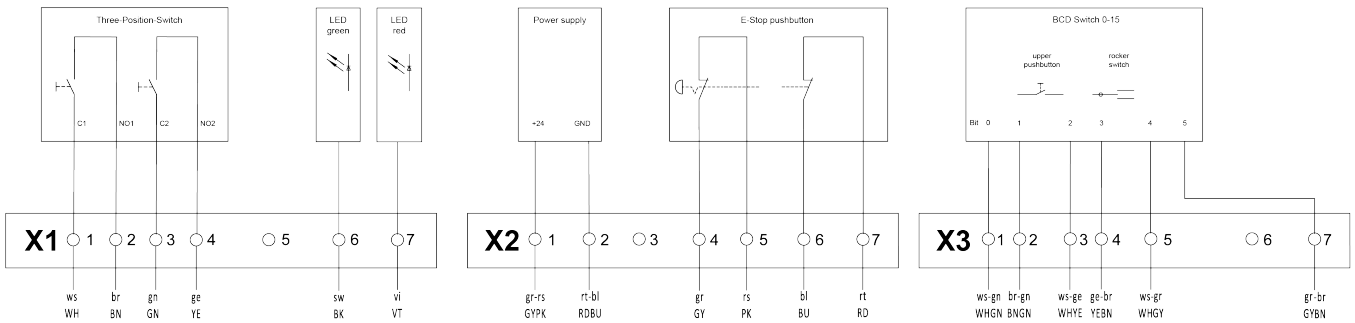 Three-Position-Switch
C1 NO1 C2 NO2
LED
green
LED
red
Power supply
+24 GND
E-Stop pushbutton
BCD Switch 0-15
upper
pushbutton
rocker
switch
Bit 0 1 2 3 4 5
X1 1 2 3 4 5 6 7
X2 1 2 3 4 5 6 7
X3 1 2 3 4 5 6 7
ws br gn ge sw vi
WH BN GN YE BK VT
gr-rs rt-bl gr rs bl rt
GYPK RDBU GY PK BU RD
ws-gn br-gn ws-ge ge-br ws-gr gr-br
WHGN BNGN WHYE YEBN WHGY GYBN